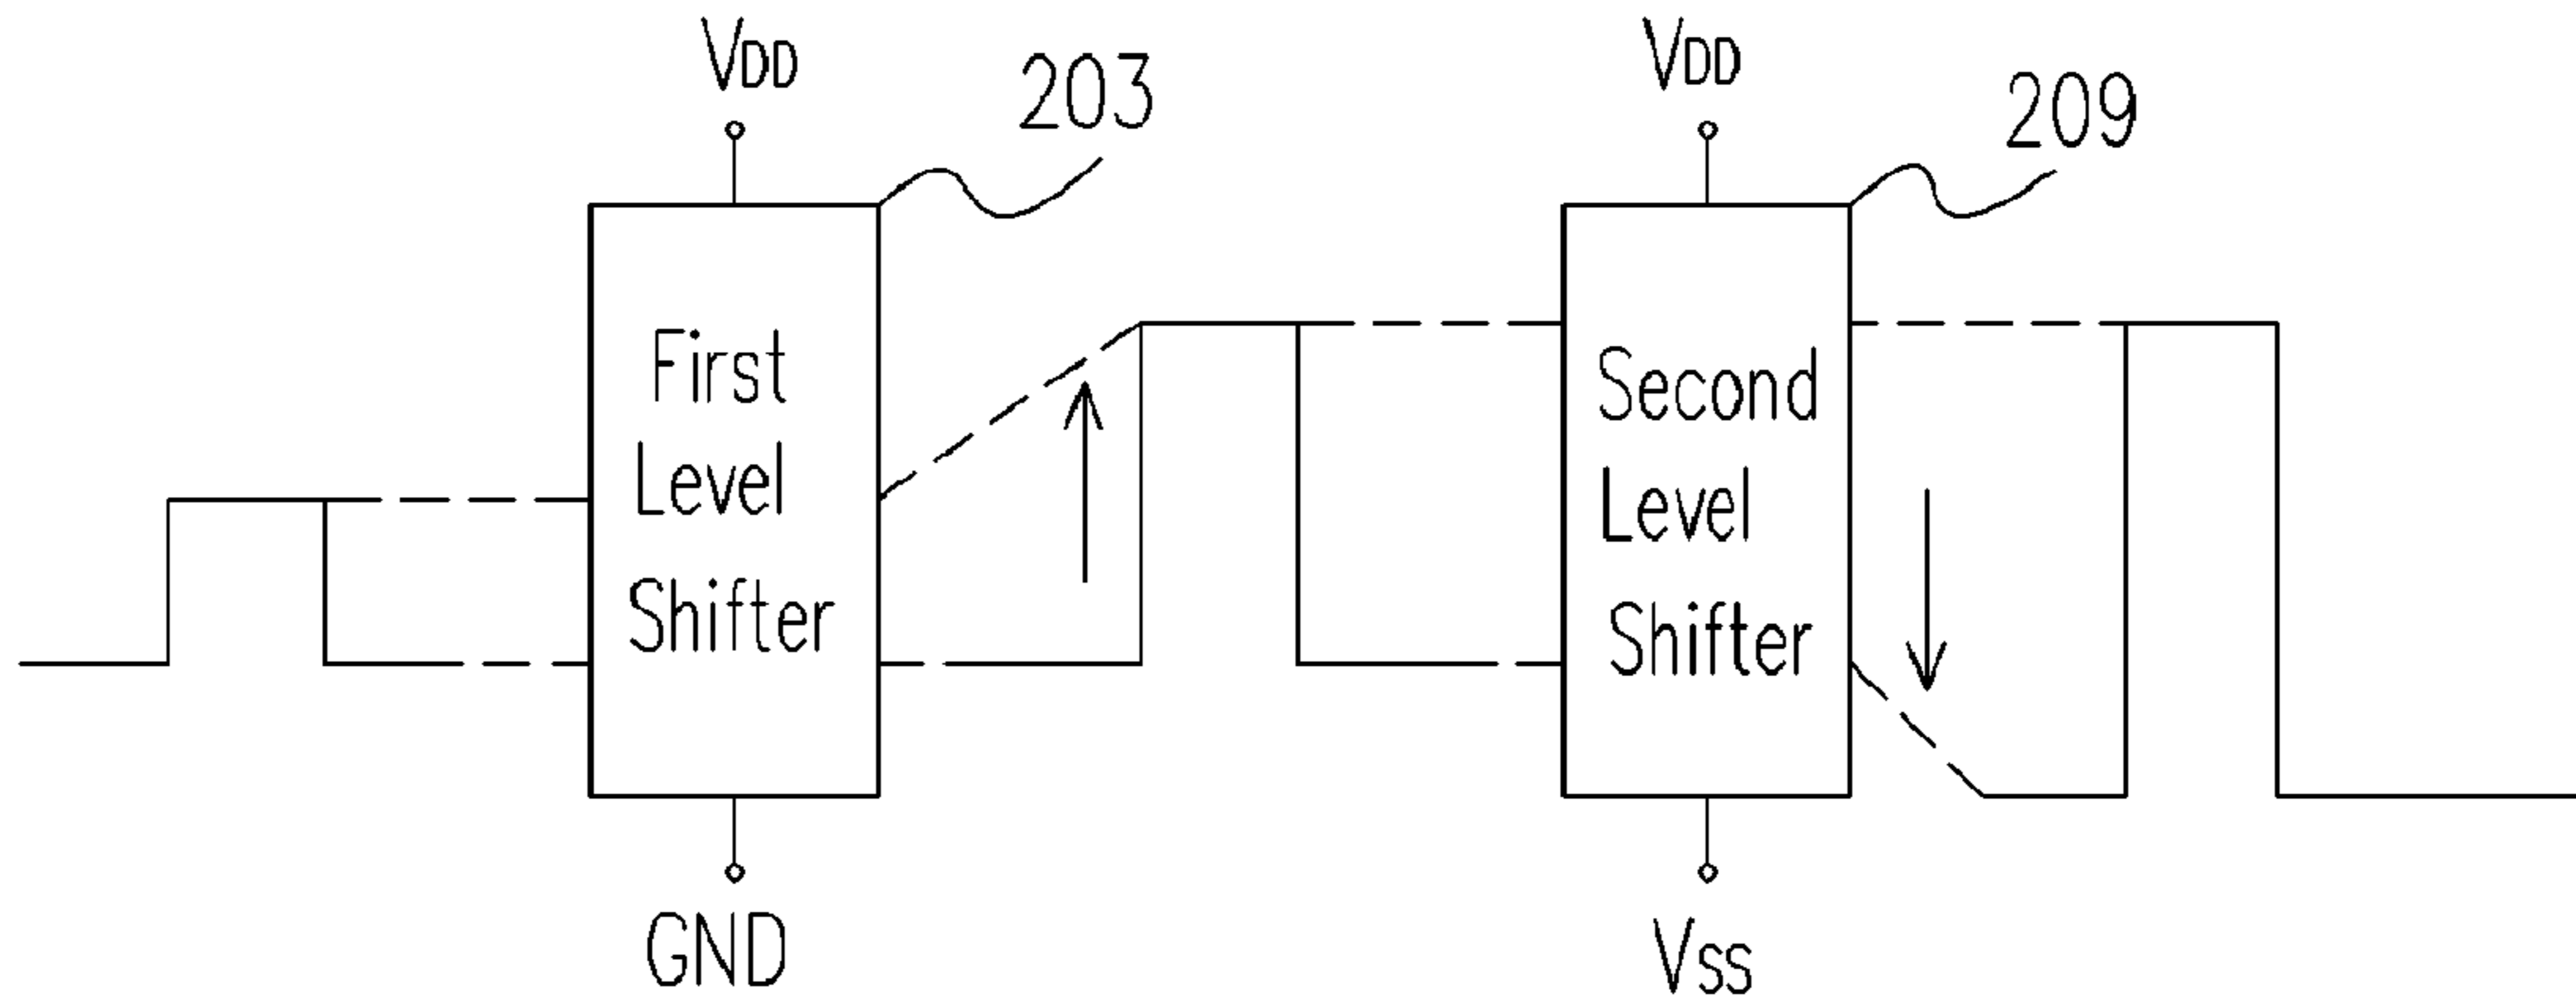 VDD
203
First
Level
Shifter
GND
VDD
209
Second
Level
Shifter
VSS